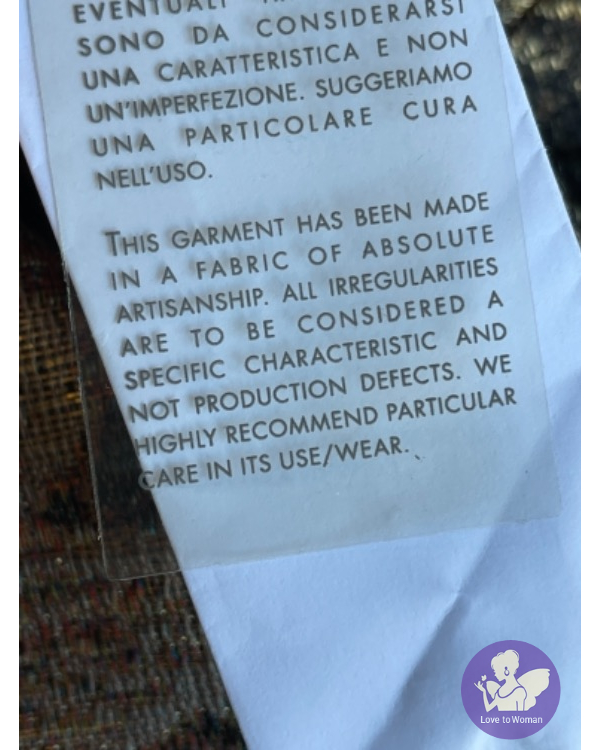 EVENTUALI
SONO DA CONSIDERARSI
UNA CARATTERISTICA E NON
UN'IMPERFEZIONE. SUGGERIAMO
UNA PARTICOLARE CURA
NELL'USO.
THIS GARMENT HAS BEEN MADE
IN A FABRIC OF ABSOLUTE
ARTISANSHIP. ALL IRREGULARITIES
ARE TO BE CONSIDERED A
SPECIFIC CHARACTERISTIC AND
NOT PRODUCTION DEFECTS. WE
HIGHLY RECOMMEND PARTICULAR
CARE IN ITS USE/WEAR.
Love to Woman